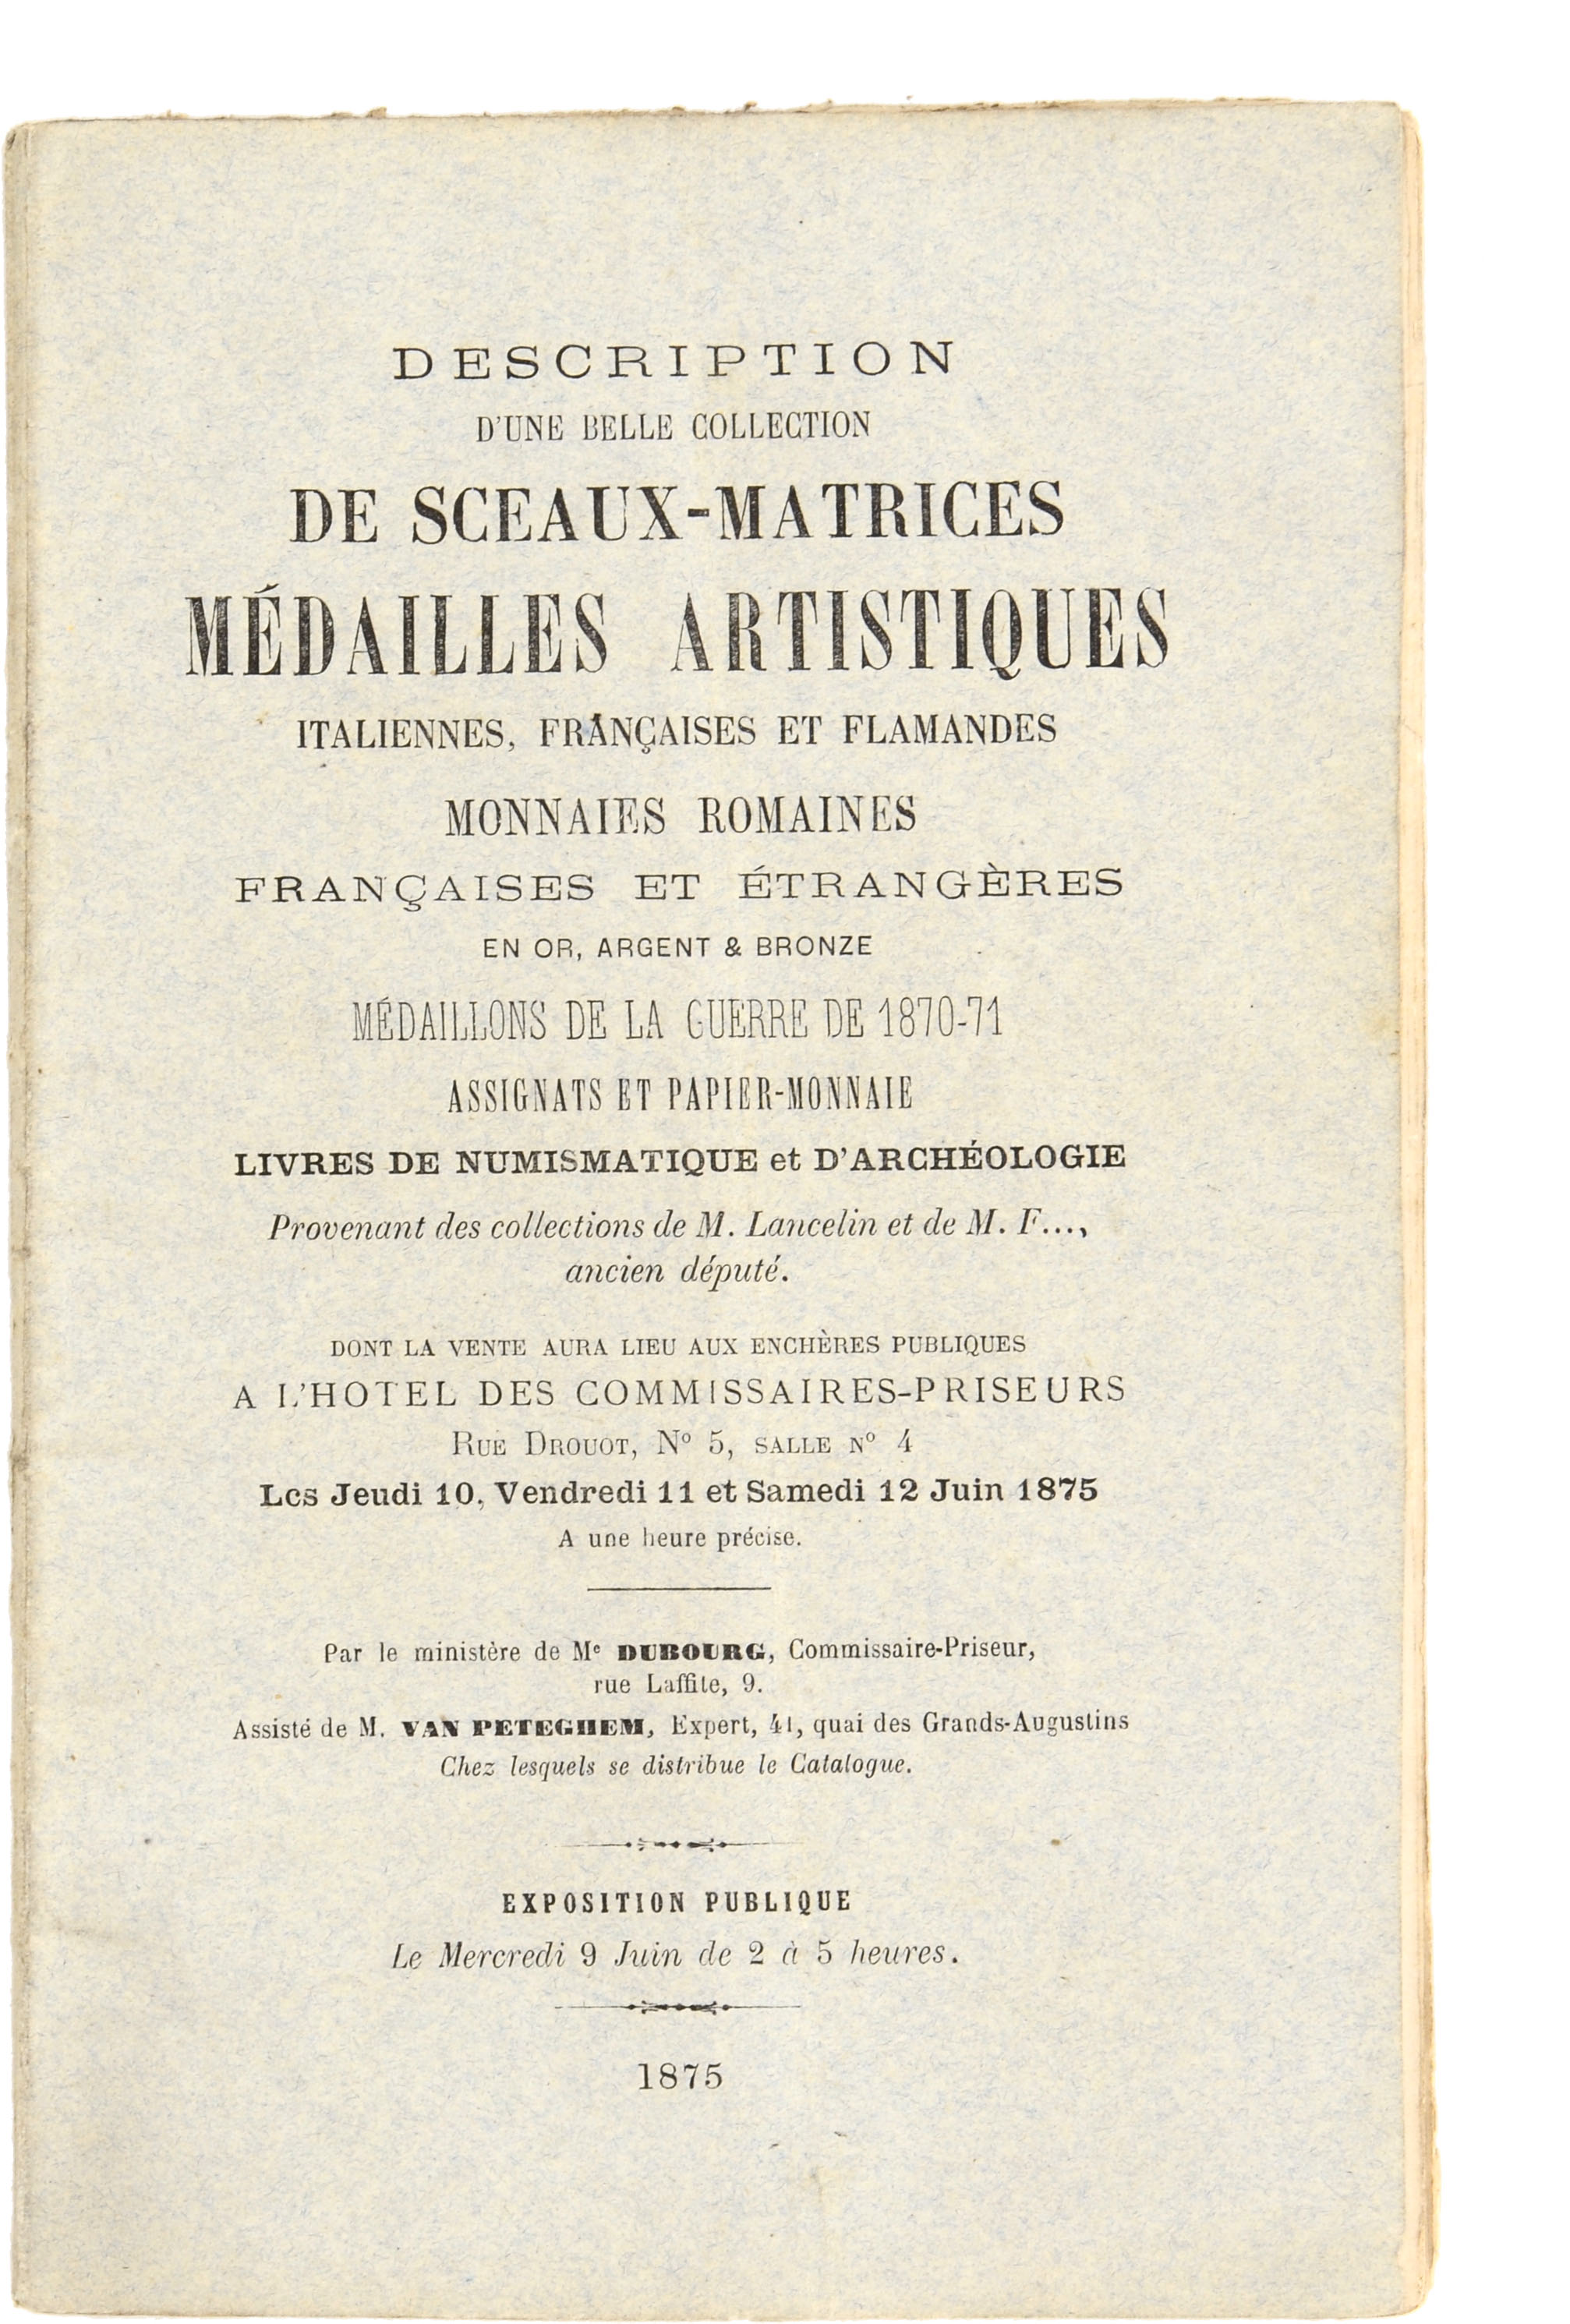 DESCRIPTION
D'UNE BELLE COLLECTION
DE SCEAUX-MATRICES
MÉDAILLES ARTISTIQUES
ITALIENNES, FRANÇAISES ET FLAMANDES
MONNAIES ROMAINES
FRANÇAISES ET ÉTRANGÈRES
EN OR, ARGENT & BRONZE
MÉDAILLONS DE LA GUERRE DE 1870-71
ASSIGNATS ET PAPIER-MONNAIE
LIVRES DE NUMISMATIQUE et D'ARCHÉOLOGIE
Provenant des collections de M. Lancelin et de M. F...,
ancien député.
DONT LA VENTE AURA LIEU AUX ENCHÈRES PUBLIQUES
A L'HOTEL DES COMMISSAIRES-PRISEURS
RUE DROUOT, No 5, SALLE No 4
Les Jeudi 10, Vendredi 11 et Samedi 12 Juin 1875
A une heure précise.
Par le ministère de Me DUBOURG, Commissaire-Priseur,
rue Laffite, 9.
Assisté de M. VAN PETEGHEM, Expert, 41, quai des Grands-Augustins
Chez lesquels se distribue le Catalogue.
EXPOSITION PUBLIQUE
Le Mercredi 9 Juin de 2 à 5 heures.
1875